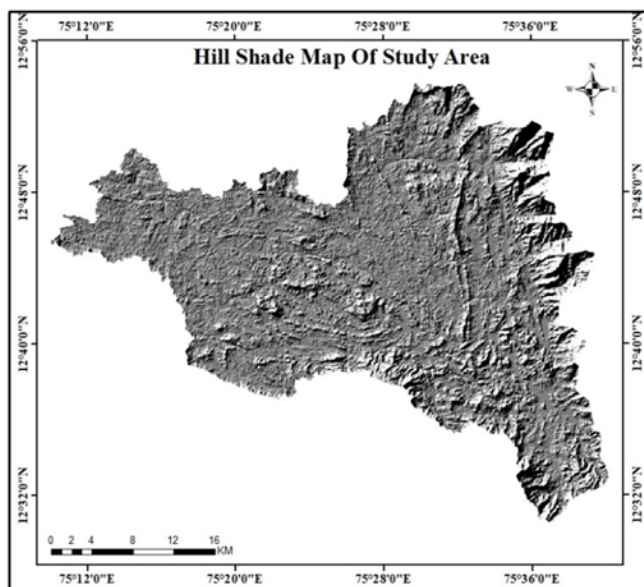 75°12'0"N 75°20'0"N 75°28'0"N 75°36'0"N
12°56'0"N 12°56'0"N
Hill Shade Map Of Study Area
N
W E
S
12°48'0"N 12°48'0"N
12°40'0"N 12°40'0"N
12°32'0"N 12°32'0"N
0 2 4 8 12 16
KM
75°12'0"N 75°20'0"N 75°28'0"N 75°36'0"N